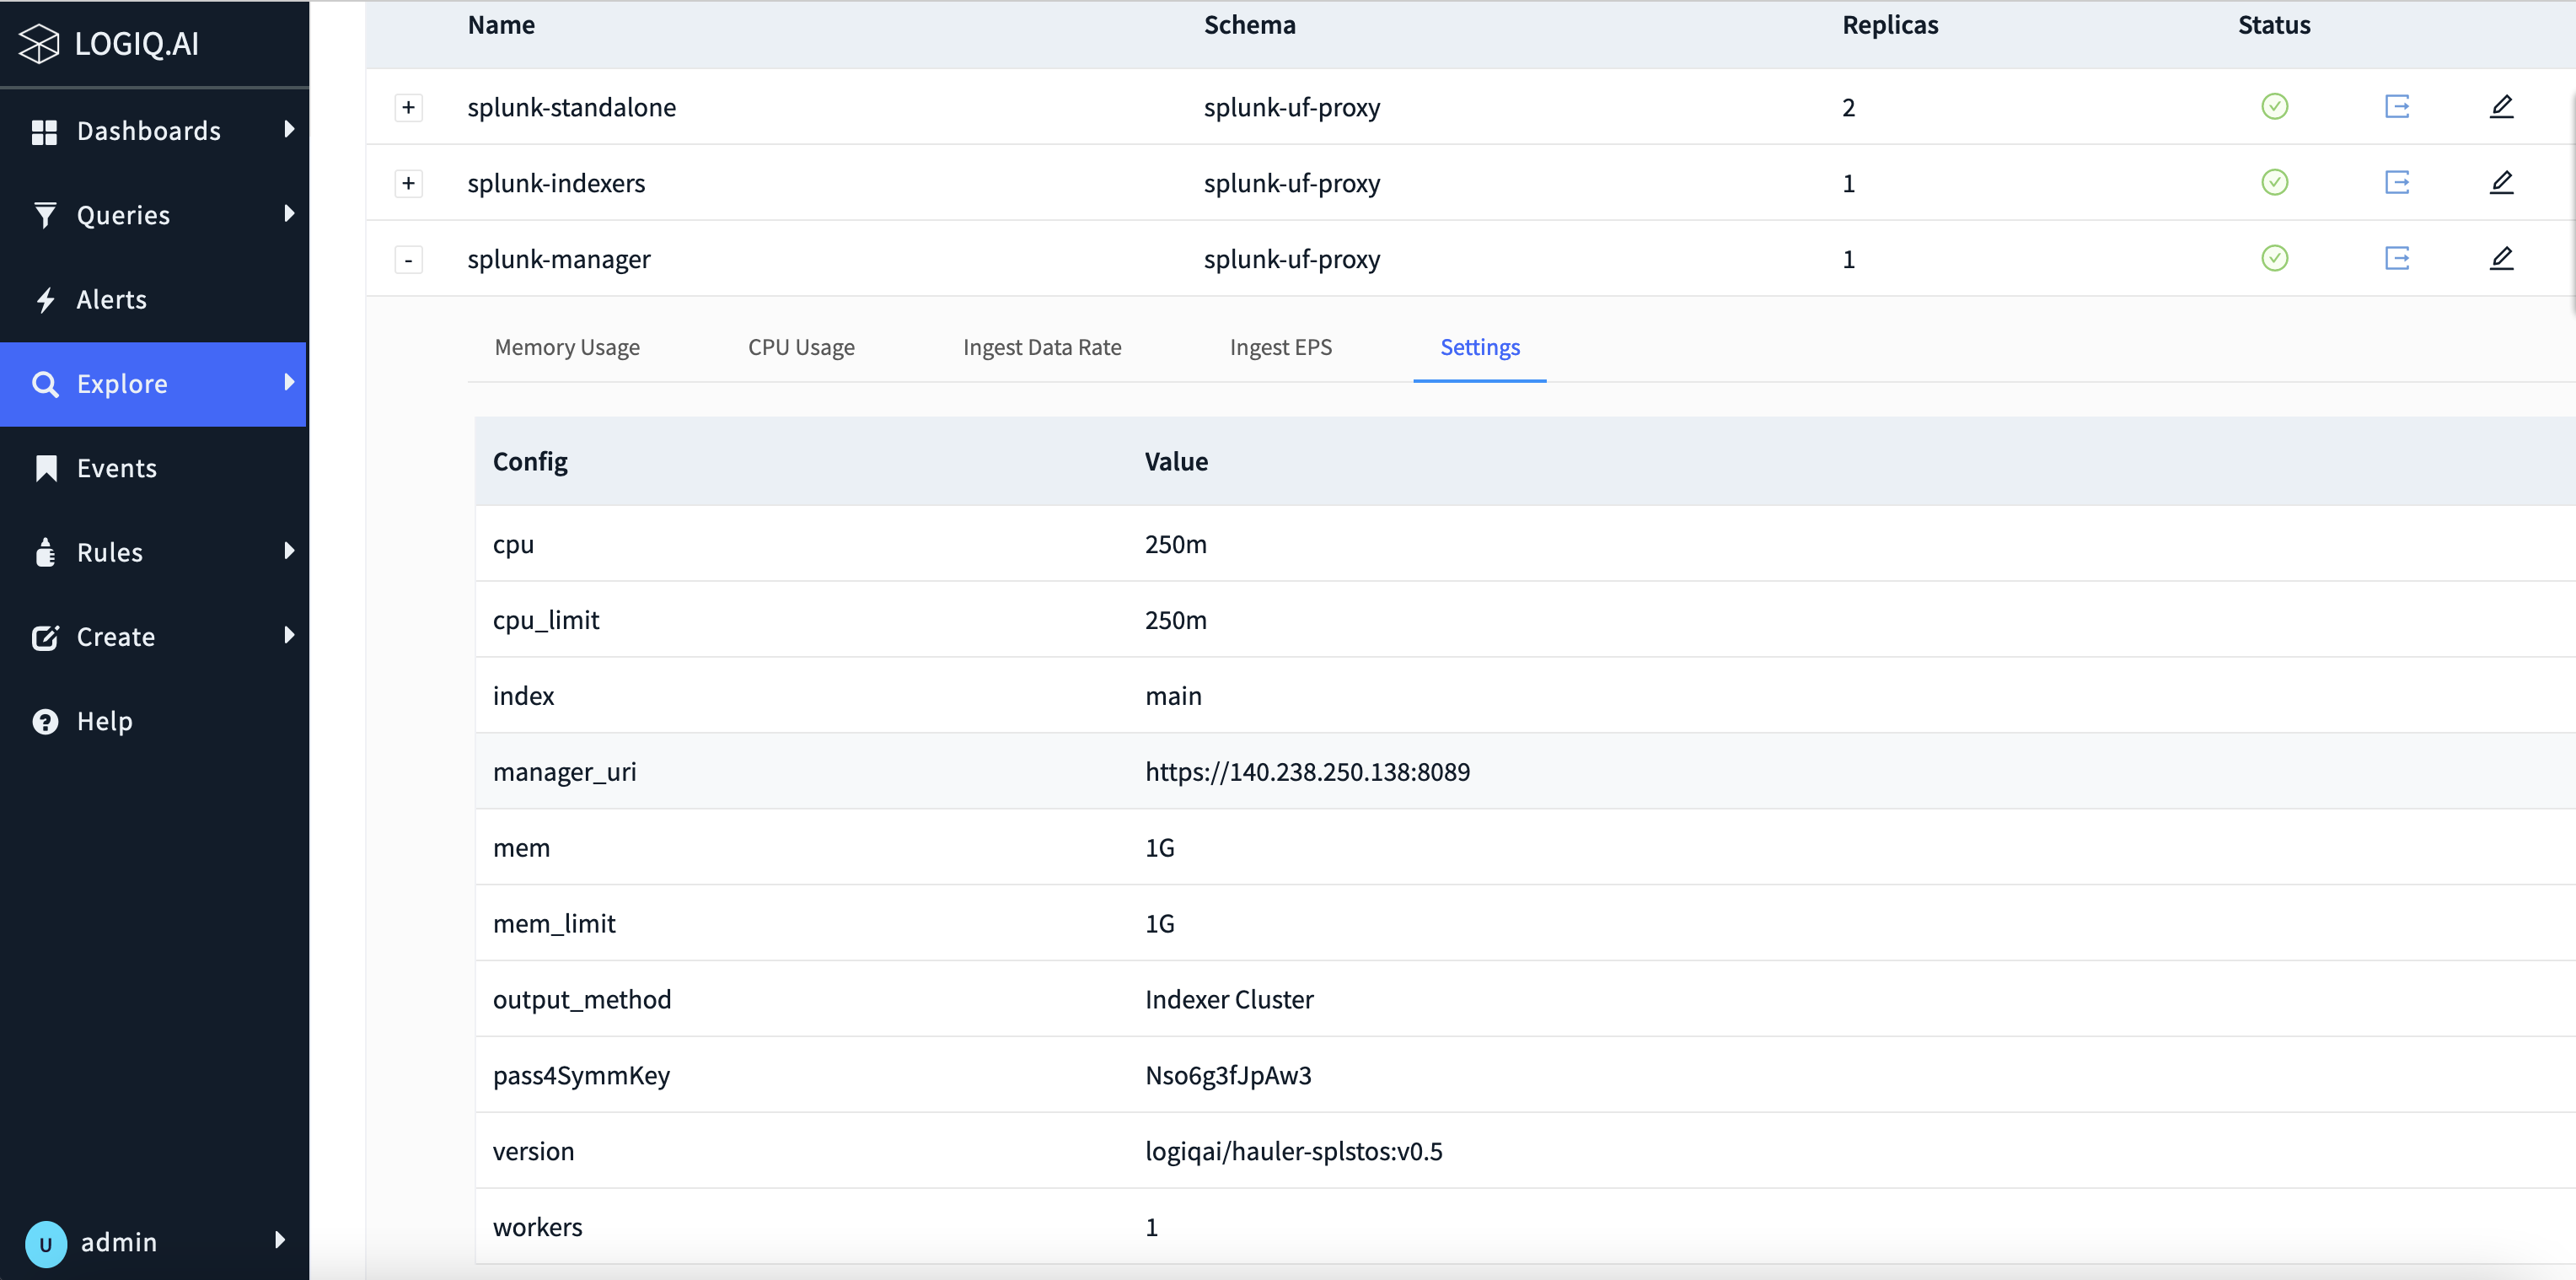 LOGIQ.AI
Dashboards
Queries
Alerts
Explore
Events
Rules
Create
Help
U admin
Name Schema Replicas Status
+ splunk-standalone splunk-uf-proxy 2
+ splunk-indexers splunk-uf-proxy 1
- splunk-manager splunk-uf-proxy 1
Memory Usage CPU Usage Ingest Data Rate Ingest EPS Settings
Config Value
cpu 250m
cpu_limit 250m
index main
manager_uri https://140.238.250.138:8089
mem 1G
mem_limit 1G
output_method Indexer Cluster
pass4SymmKey Nso6g3fJpAw3
version logiqai/hauler-splstos:v0.5
workers 1